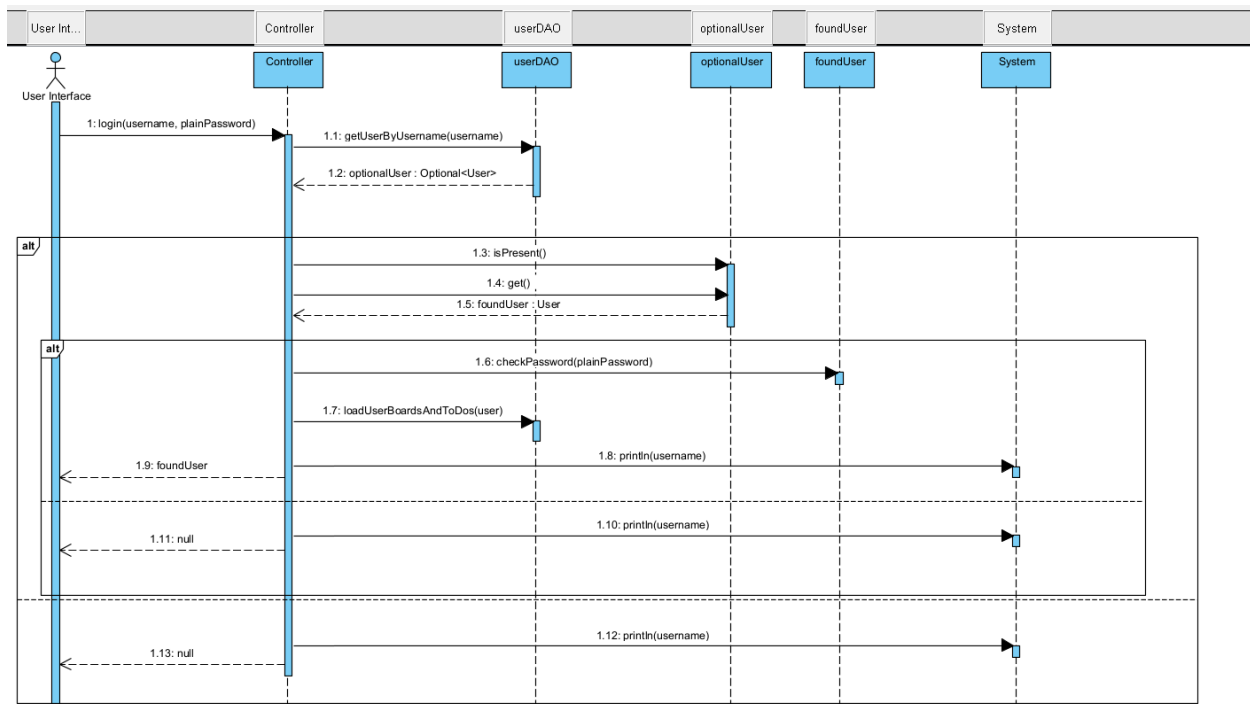 User Int...
Controller
userDAO
optionalUser
foundUser
System
Controller
userDAO
optionalUser
foundUser
System
User Interface
1: login(username, plainPassword)
1.1: getUserByUsername(username)
1.2: optionalUser : Optional<User>
alt
1.3: isPresent()
1.4: get()
1.5: foundUser : User
alt
1.6: checkPassword(plainPassword)
1.7: loadUserBoardsAndToDos(user)
1.8: println(username)
1.9: foundUser
1.10: println(username)
1.11: null
1.12: println(username)
1.13: null